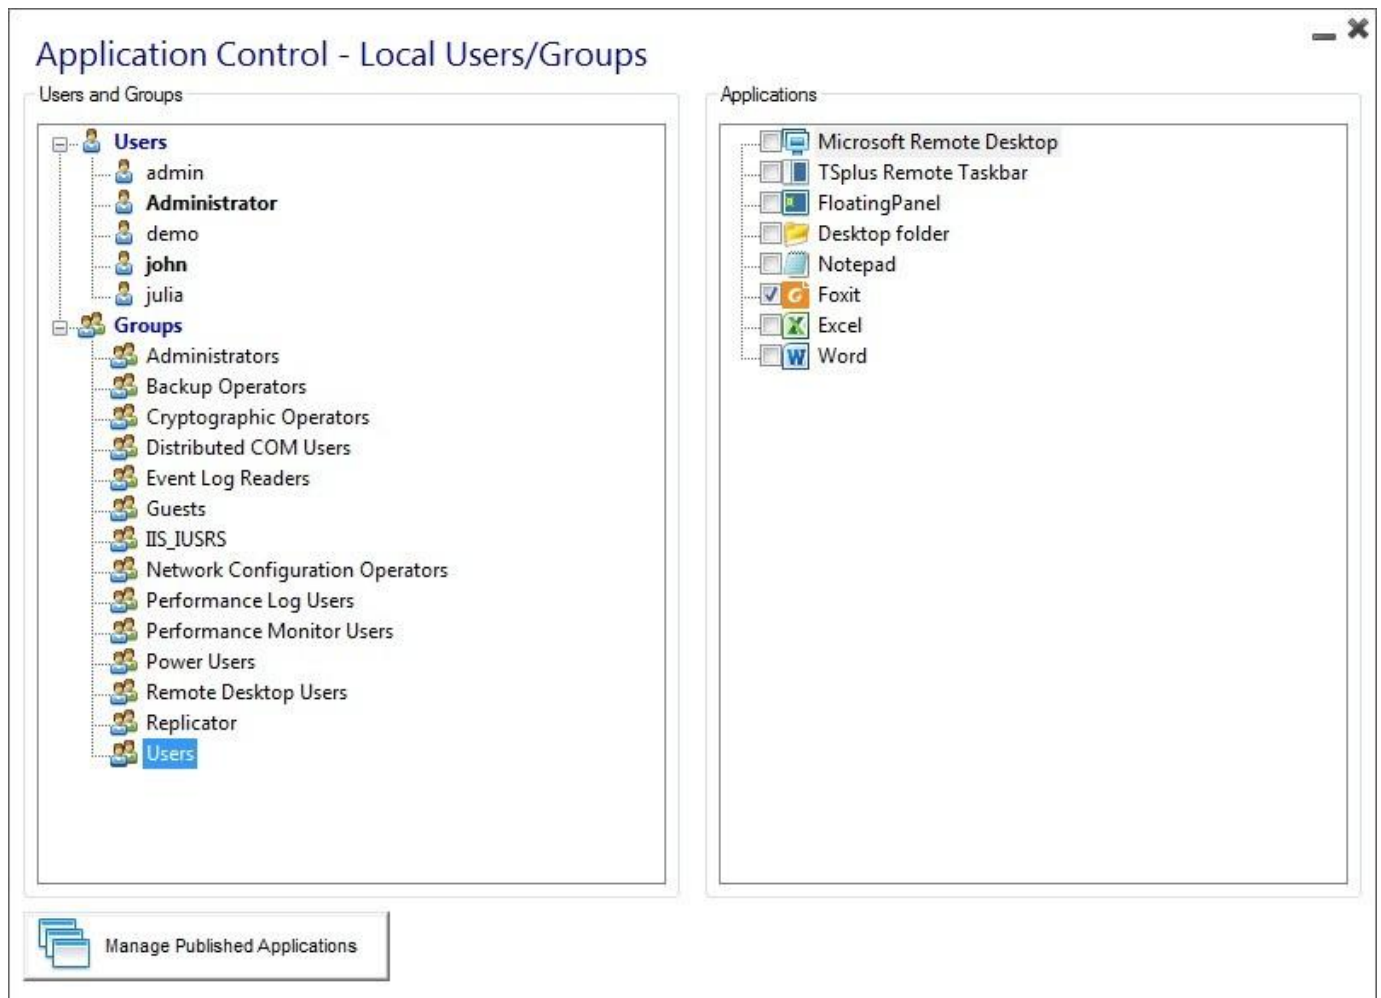 Application Control - Local Users/Groups
Users and Groups
Users
admin
Administrator
demo
john
julia
Groups
Administrators
Backup Operators
Cryptographic Operators
Distributed COM Users
Event Log Readers
Guests
IIS_IUSRS
Network Configuration Operators
Performance Log Users
Performance Monitor Users
Power Users
Remote Desktop Users
Replicator
Users
Applications
Microsoft Remote Desktop
TSplus Remote Taskbar
FloatingPanel
Desktop folder
Notepad
Foxit
Excel
Word
Manage Published Applications